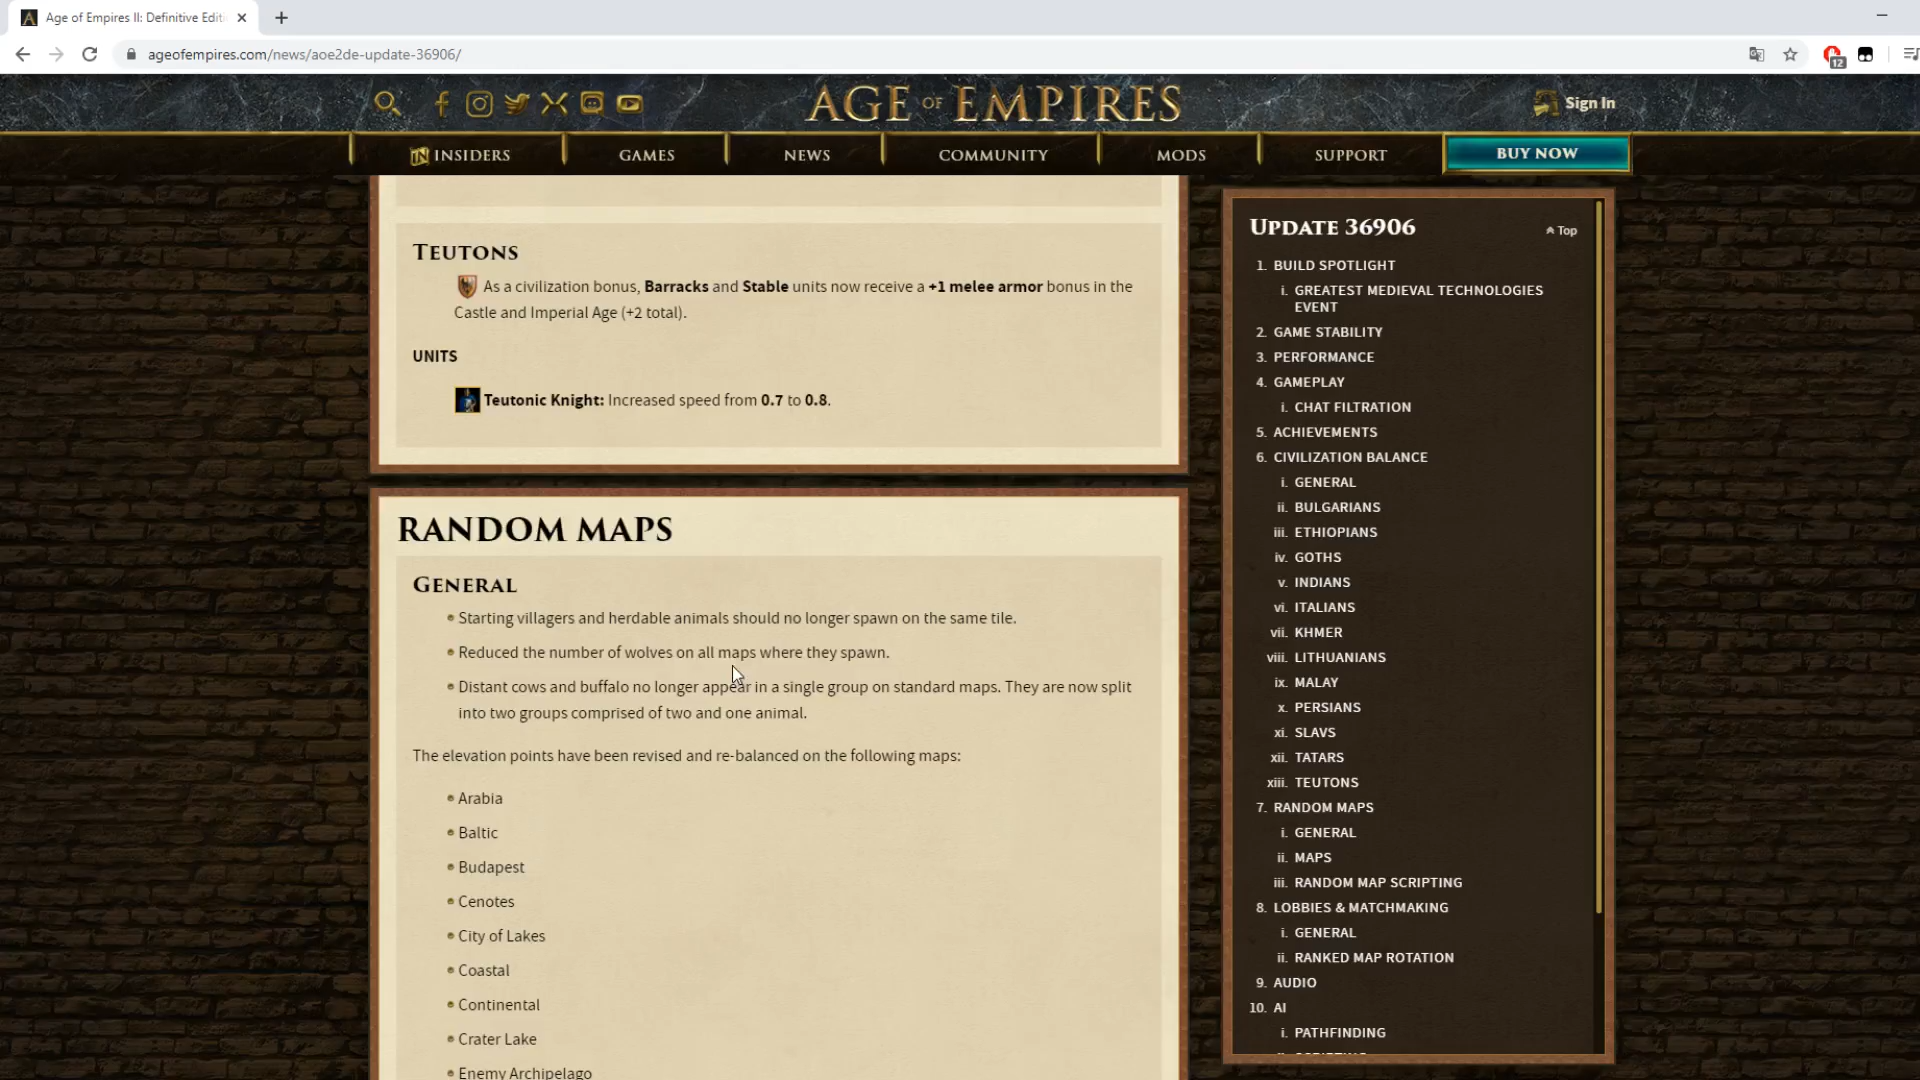 Age of Empires II: Definitive Edit
ageofempires.com/news/aoe2de-update-36906/
12
AGE OF EMPIRES
Sign In
INSIDERS
GAMES
NEWS
COMMUNITY
MODS
SUPPORT
BUY NOW
TEUTONS
As a civilization bonus, Barracks and Stable units now receive a +1 melee armor bonus in the
Castle and Imperial Age (+2 total).
UNITS
Teutonic Knight: Increased speed from 0.7 to 0.8.
RANDOM MAPS
GENERAL
Starting villagers and herdable animals should no longer spawn on the same tile.
Reduced the number of wolves on all maps where they spawn.
Distant cows and buffalo no longer appear in a single group on standard maps. They are now split
into two groups comprised of two and one animal.
The elevation points have been revised and re-balanced on the following maps:
Arabia
Baltic
Budapest
Cenotes
City of Lakes
Coastal
Continental
Crater Lake
Enemy Archipelago
UPDATE 36906
Top
1. BUILD SPOTLIGHT
i. GREATEST MEDIEVAL TECHNOLOGIES
EVENT
2. GAME STABILITY
3. PERFORMANCE
4. GAMEPLAY
i. CHAT FILTRATION
5. ACHIEVEMENTS
6. CIVILIZATION BALANCE
i. GENERAL
ii. BULGARIANS
iii. ETHIOPIANS
iv. GOTHS
v. INDIANS
vi. ITALIANS
vii. KHMER
viii. LITHUANIANS
ix. MALAY
x. PERSIANS
xi. SLAVS
xii. TATARS
xiii. TEUTONS
7. RANDOM MAPS
i. GENERAL
ii. MAPS
iii. RANDOM MAP SCRIPTING
8. LOBBIES & MATCHMAKING
i. GENERAL
ii. RANKED MAP ROTATION
9. AUDIO
10. AI
i. PATHFINDING